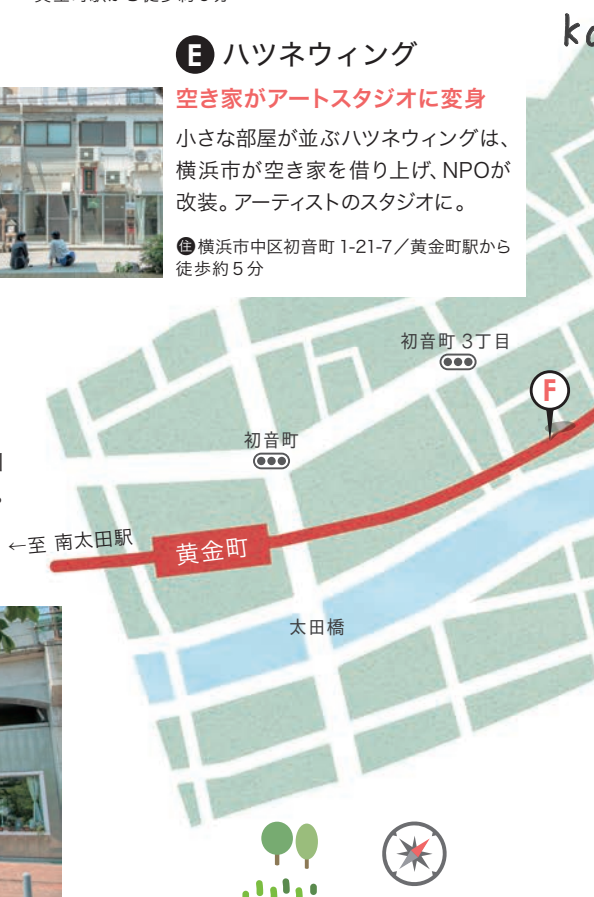 ko
E ハツネウィング
空き家がアートスタジオに変身
小さな部屋が並ぶハツネウィングは、
横浜市が空き家を借り上げ、NPOが
改装。アーティストのスタジオに。
住 横浜市中区初音町 1-21-7／黄金町駅から
徒歩約５分
初音町 3丁目
F
初音町
←至 南太田駅
黄金町
太田橋